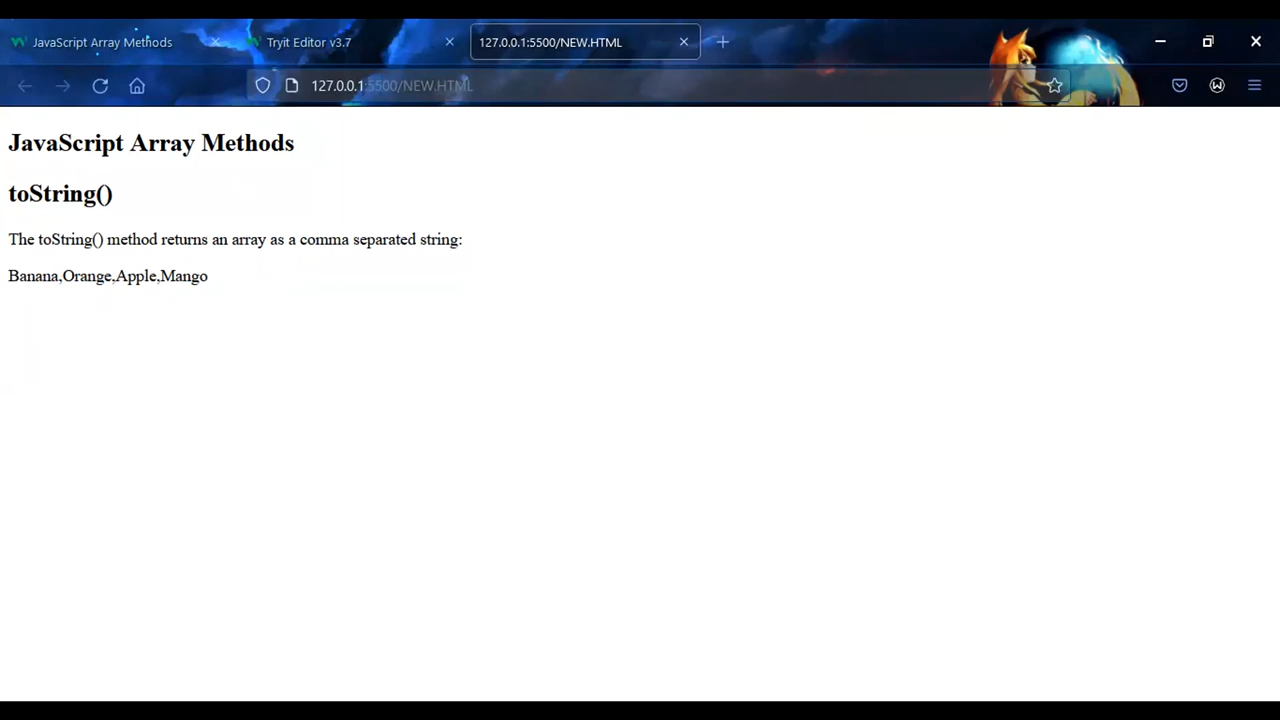 JavaScript Array Methods
Tryit Editor v3.7
127.0.0.1:5500/NEW.HTML
127.0.0.1:5500/NEW.HTML
JavaScript Array Methods
toString()
The toString() method returns an array as a comma separated string:
Banana,Orange,Apple,Mango